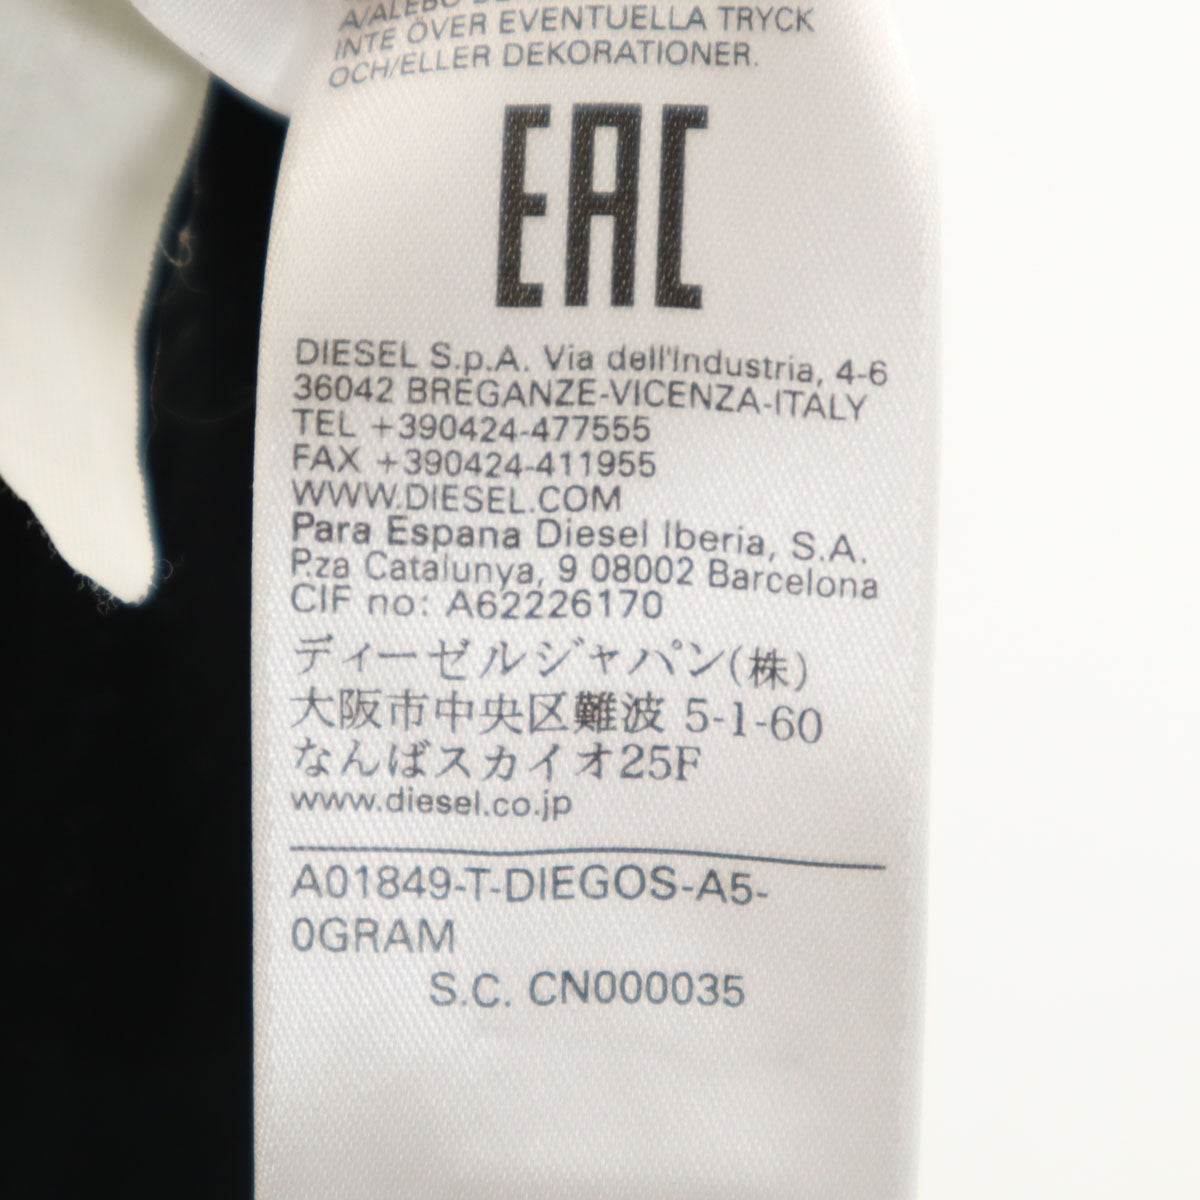 A/ALEBO
INTE ÖVER EVENTUELLA TRYCK
OCH/ELLER DEKORATIONER.
EAC
DIESEL S.p.A. Via dell'Industria, 4-6
36042 BREGANZE-VICENZA-ITALY
TEL +390424-477555
FAX +390424-411955
WWW.DIESEL.COM
Para Espana Diesel Iberia, S.A.
P.za Catalunya, 9 08002 Barcelona
CIF no: A62226170
ディーゼルジャパン(株)
大阪市中央区難波 5-1-60
なんばスカイオ25F
www.diesel.co.jp
A01849-T-DIEGOS-A5-
0GRAM
S.C. CN000035